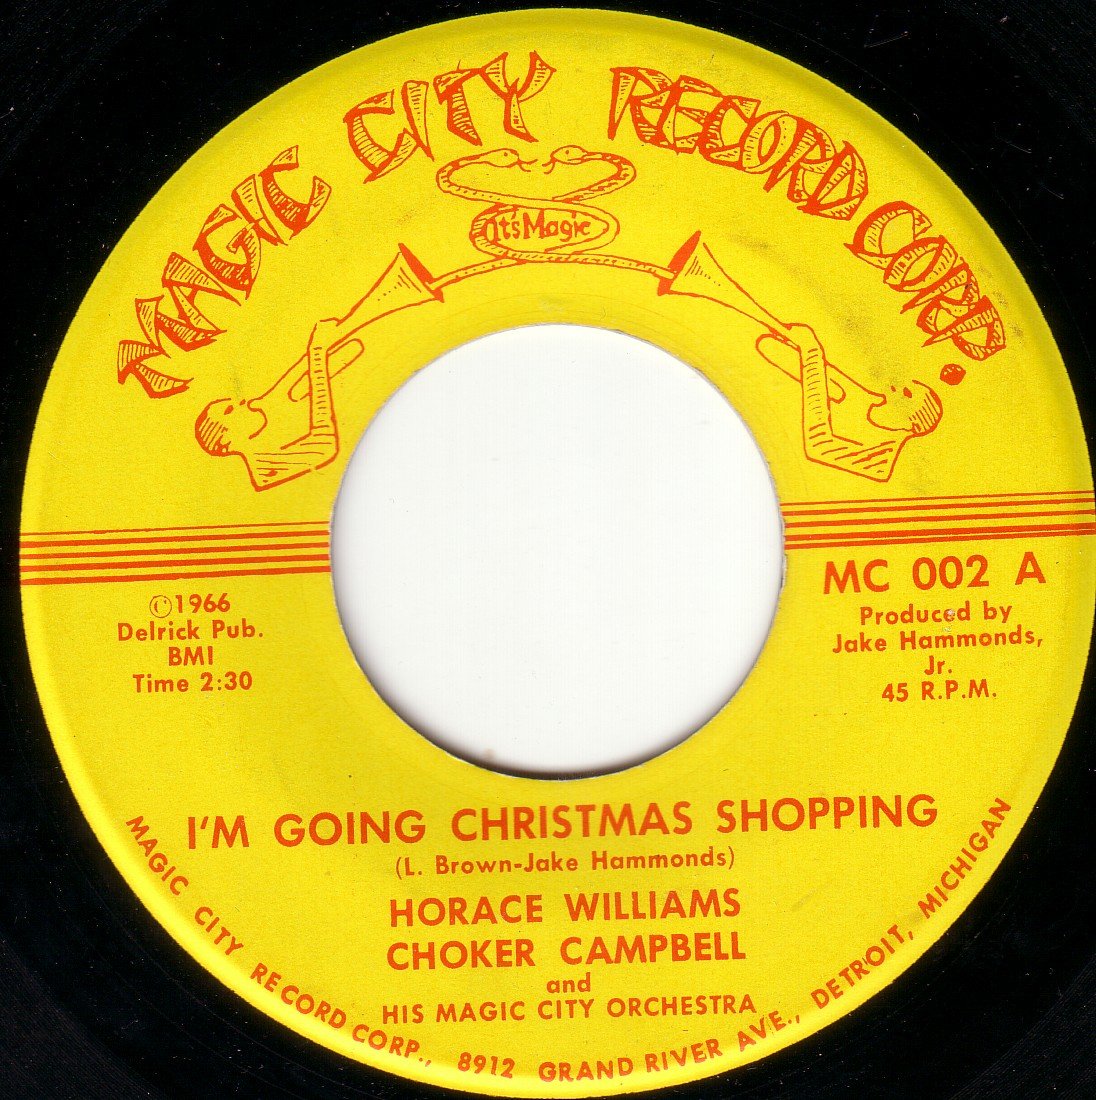 MAGIC CITY RECORD CORP.
It's Magic
©1966
Delrick Pub.
BMI
Time 2:30
MC 002 A
Produced by
Jake Hammonds,
Jr.
45 R.P.M.
I'M GOING CHRISTMAS SHOPPING
(L. Brown-Jake Hammonds)
HORACE WILLIAMS
CHOKER CAMPBELL
and
HIS MAGIC CITY ORCHESTRA
MAGIC CITY RECORD CORP., 8912 GRAND RIVER AVE., DETROIT, MICHIGAN